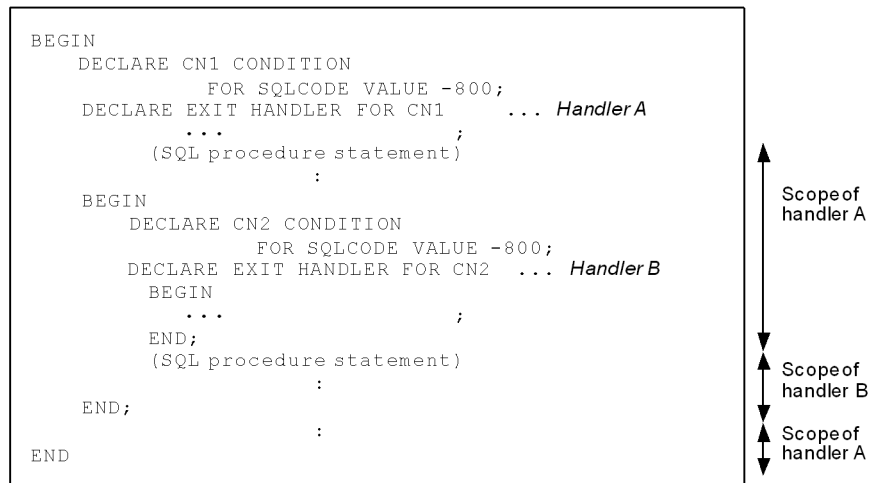 BEGIN
DECLARE CN1 CONDITION
FOR SQLCODE VALUE -800;
DECLARE EXIT HANDLER FOR CN1 ... Handler A
... ;
(SQL procedure statement)
:
BEGIN
DECLARE CN2 CONDITION
FOR SQLCODE VALUE -800;
DECLARE EXIT HANDLER FOR CN2 ... Handler B
BEGIN
... ;
END;
(SQL procedure statement)
:
END;
:
END
Scope of
handler A
Scope of
handler B
Scope of
handler A